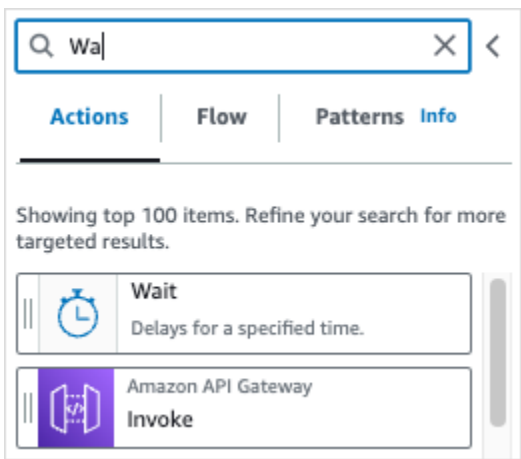 Wa
Actions Flow Patterns Info
Showing top 100 items. Refine your search for more
targeted results.
Wait
Delays for a specified time.
Amazon API Gateway
Invoke